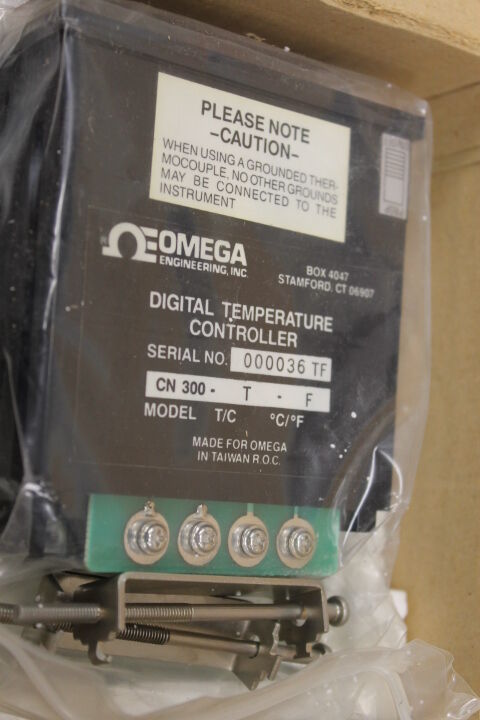 PLEASE NOTE
-CAUTION-
WHEN USING A GROUNDED THER-
MOCOUPLE, NO OTHER GROUNDS
MAY BE CONNECTED TO THE
INSTRUMENT
OMEGA
ENGINEERING, INC.
BOX 4047
STAMFORD, CT 06907
DIGITAL TEMPERATURE
CONTROLLER
SERIAL NO. 000036 TF
CN 300 - T - F
MODEL T/C °C/°F
MADE FOR OMEGA
IN TAIWAN R.O.C.